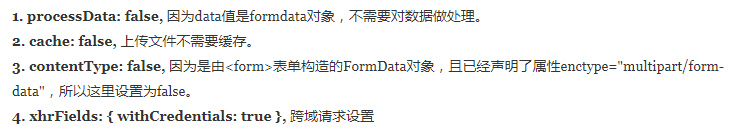 1. processData: false, 因为data值是formdata对象，不需要对数据做处理。
2. cache: false, 上传文件不需要缓存。
3. contentType: false, 因为是由<form>表单构造的FormData对象，且已经声明了属性enctype="multipart/form-
data"，所以这里设置为false。
4. xhrFields: { withCredentials: true }, 跨域请求设置